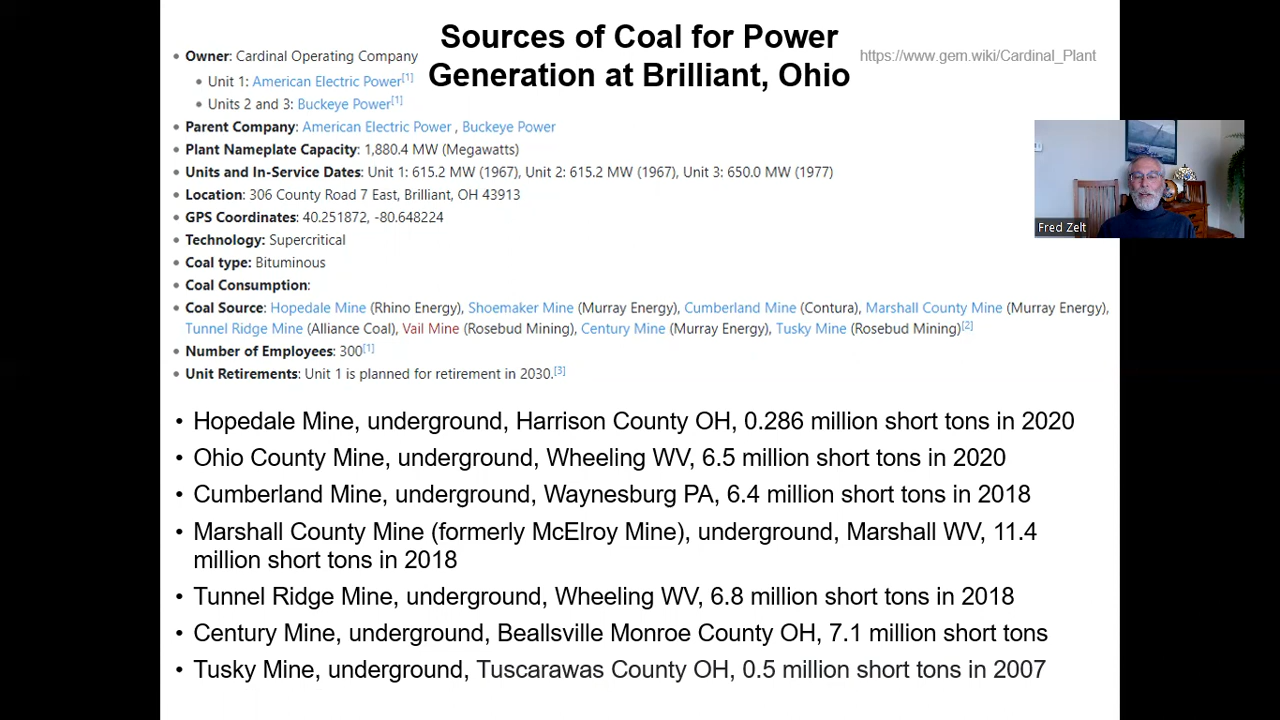 Sources of Coal for Power
Generation at Brilliant, Ohio
https://www.gem.wiki/Cardinal_Plant
• Owner: Cardinal Operating Company
• Unit 1: American Electric Power[1]
• Units 2 and 3: Buckeye Power[1]
• Parent Company: American Electric Power , Buckeye Power
• Plant Nameplate Capacity: 1,880.4 MW (Megawatts)
• Units and In-Service Dates: Unit 1: 615.2 MW (1967), Unit 2: 615.2 MW (1967), Unit 3: 650.0 MW (1977)
• Location: 306 County Road 7 East, Brilliant, OH 43913
• GPS Coordinates: 40.251872, -80.648224
• Technology: Supercritical
• Coal type: Bituminous
• Coal Consumption:
• Coal Source: Hopedale Mine (Rhino Energy), Shoemaker Mine (Murray Energy), Cumberland Mine (Contura), Marshall County Mine (Murray Energy),
Tunnel Ridge Mine (Alliance Coal), Vail Mine (Rosebud Mining), Century Mine (Murray Energy), Tusky Mine (Rosebud Mining)[2]
• Number of Employees: 300[1]
• Unit Retirements: Unit 1 is planned for retirement in 2030.[3]
Fred Zelt
• Hopedale Mine, underground, Harrison County OH, 0.286 million short tons in 2020
• Ohio County Mine, underground, Wheeling WV, 6.5 million short tons in 2020
• Cumberland Mine, underground, Waynesburg PA, 6.4 million short tons in 2018
• Marshall County Mine (formerly McElroy Mine), underground, Marshall WV, 11.4
million short tons in 2018
• Tunnel Ridge Mine, underground, Wheeling WV, 6.8 million short tons in 2018
• Century Mine, underground, Beallsville Monroe County OH, 7.1 million short tons
• Tusky Mine, underground, Tuscarawas County OH, 0.5 million short tons in 2007